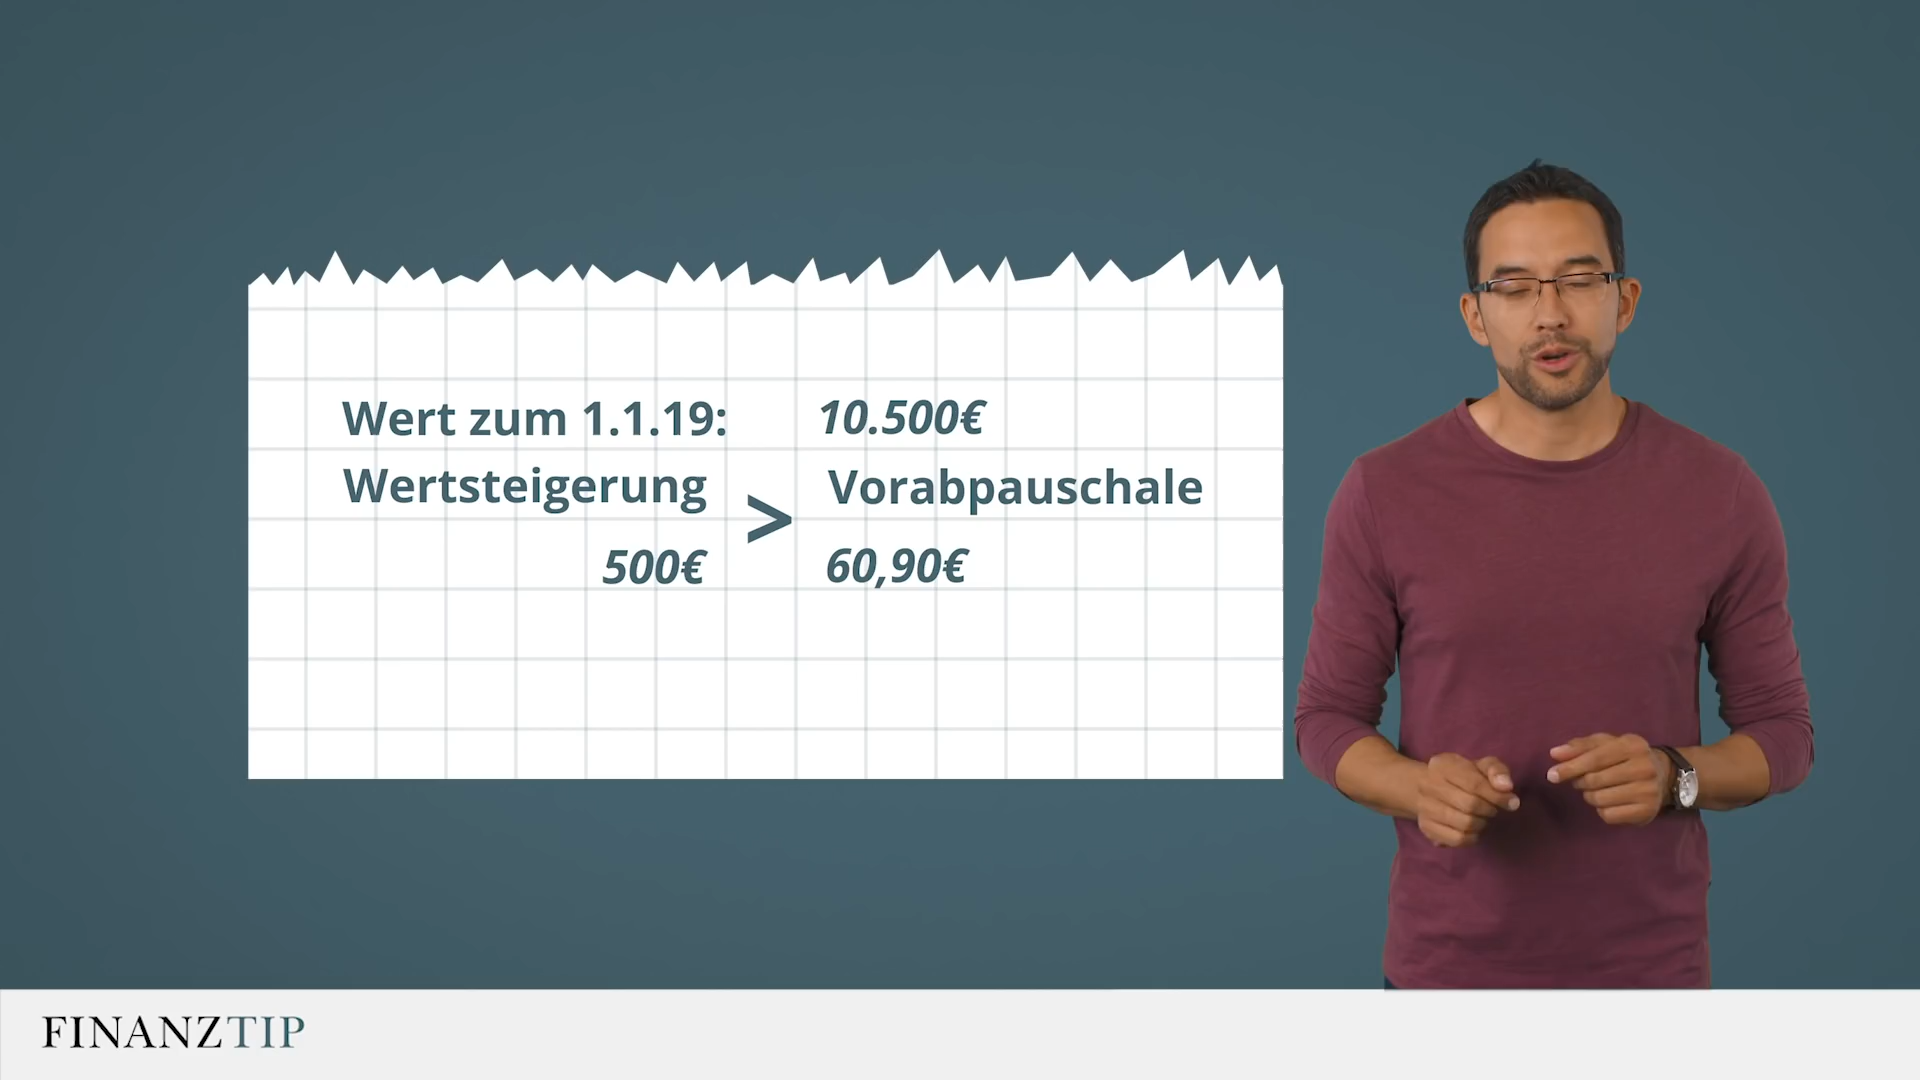 Wert zum 1.1.19: 10.500€
Wertsteigerung > Vorabpauschale
500€ 60,90€
FINANZTIP